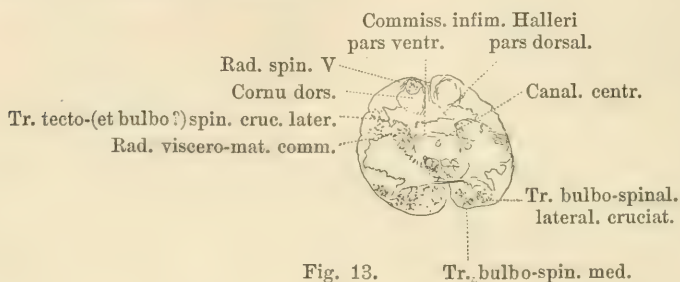 Commiss. infim. Halleri
pars ventr. pars dorsal.
Rad. spin. V
Cornu dors.
Canal. centr.
Tr. tecto-(et bulbo?) spin. cruc. later.
Rad. viscero-mat. comm.
Tr. bulbo-spinal.
lateral. cruciat.
Fig. 13. Tr. bulbo-spin. med.